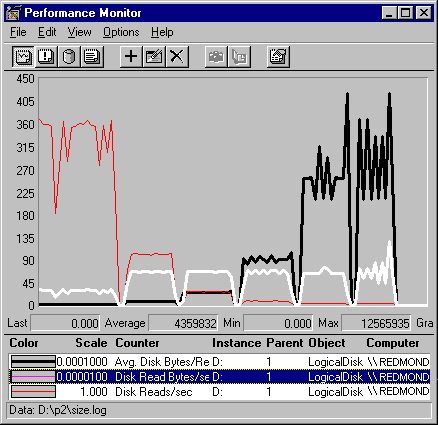 Performance Monitor
File Edit View Options Help
450
405
360
315
270
225
180
135
90
45
0
Last 0.000 Average 4359832 Min 0.000 Max 12565935 Gra
Color Scale Counter Instance Parent Object Computer
0.0001000 Avg. Disk Bytes/Re D: 1 LogicalDisk \\REDMOND
0.0000100 Disk Read Bytes/se D: 1 LogicalDisk \\REDMOND
1.000 Disk Reads/sec D: 1 LogicalDisk \\REDMOND
Data: D:\p2\size.log